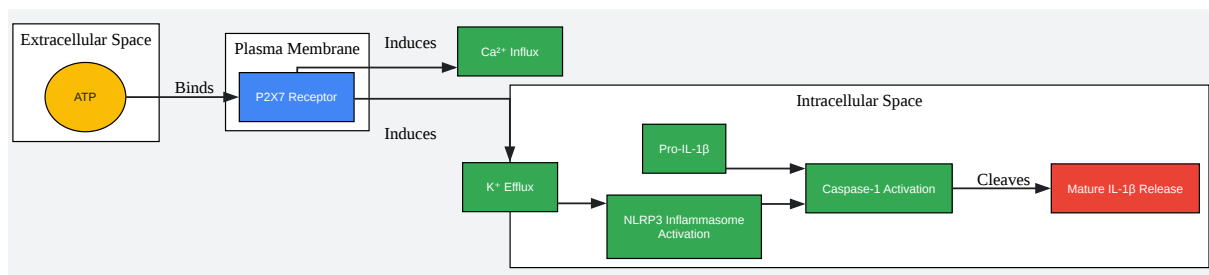 Extracellular Space
ATP
Binds
Plasma Membrane
P2X7 Receptor
Induces
Ca²⁺ Influx
Induces
K⁺ Efflux
Intracellular Space
Pro-IL-1β
NLRP3 Inflammasome
Activation
Caspase-1 Activation
Cleaves
Mature IL-1β Release